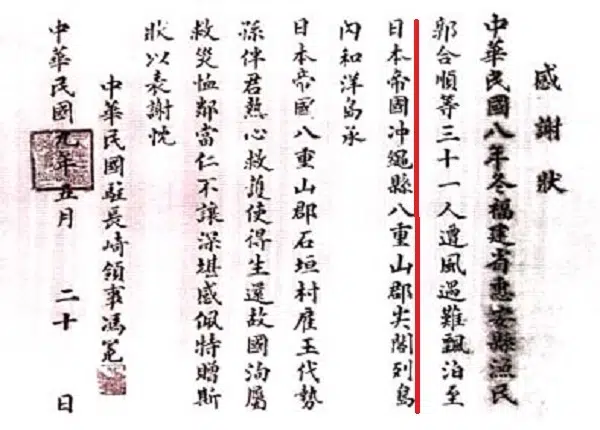 感謝狀
中華民國八年冬福建省惠安縣漁民
郭合順等三十一人遭風遇難飄泊至
日本帝國冲繩縣八重山郡尖閣列島
內和洋島承
日本帝國八重山郡石垣村雇玉代勢
孫伴君熱心救護使得生還故國洵屬
救災恤鄰當仁不讓深堪感佩特贈斯
狀以表謝忱
中華民國駐長崎領事馮冕
中華民國九年五月二十日